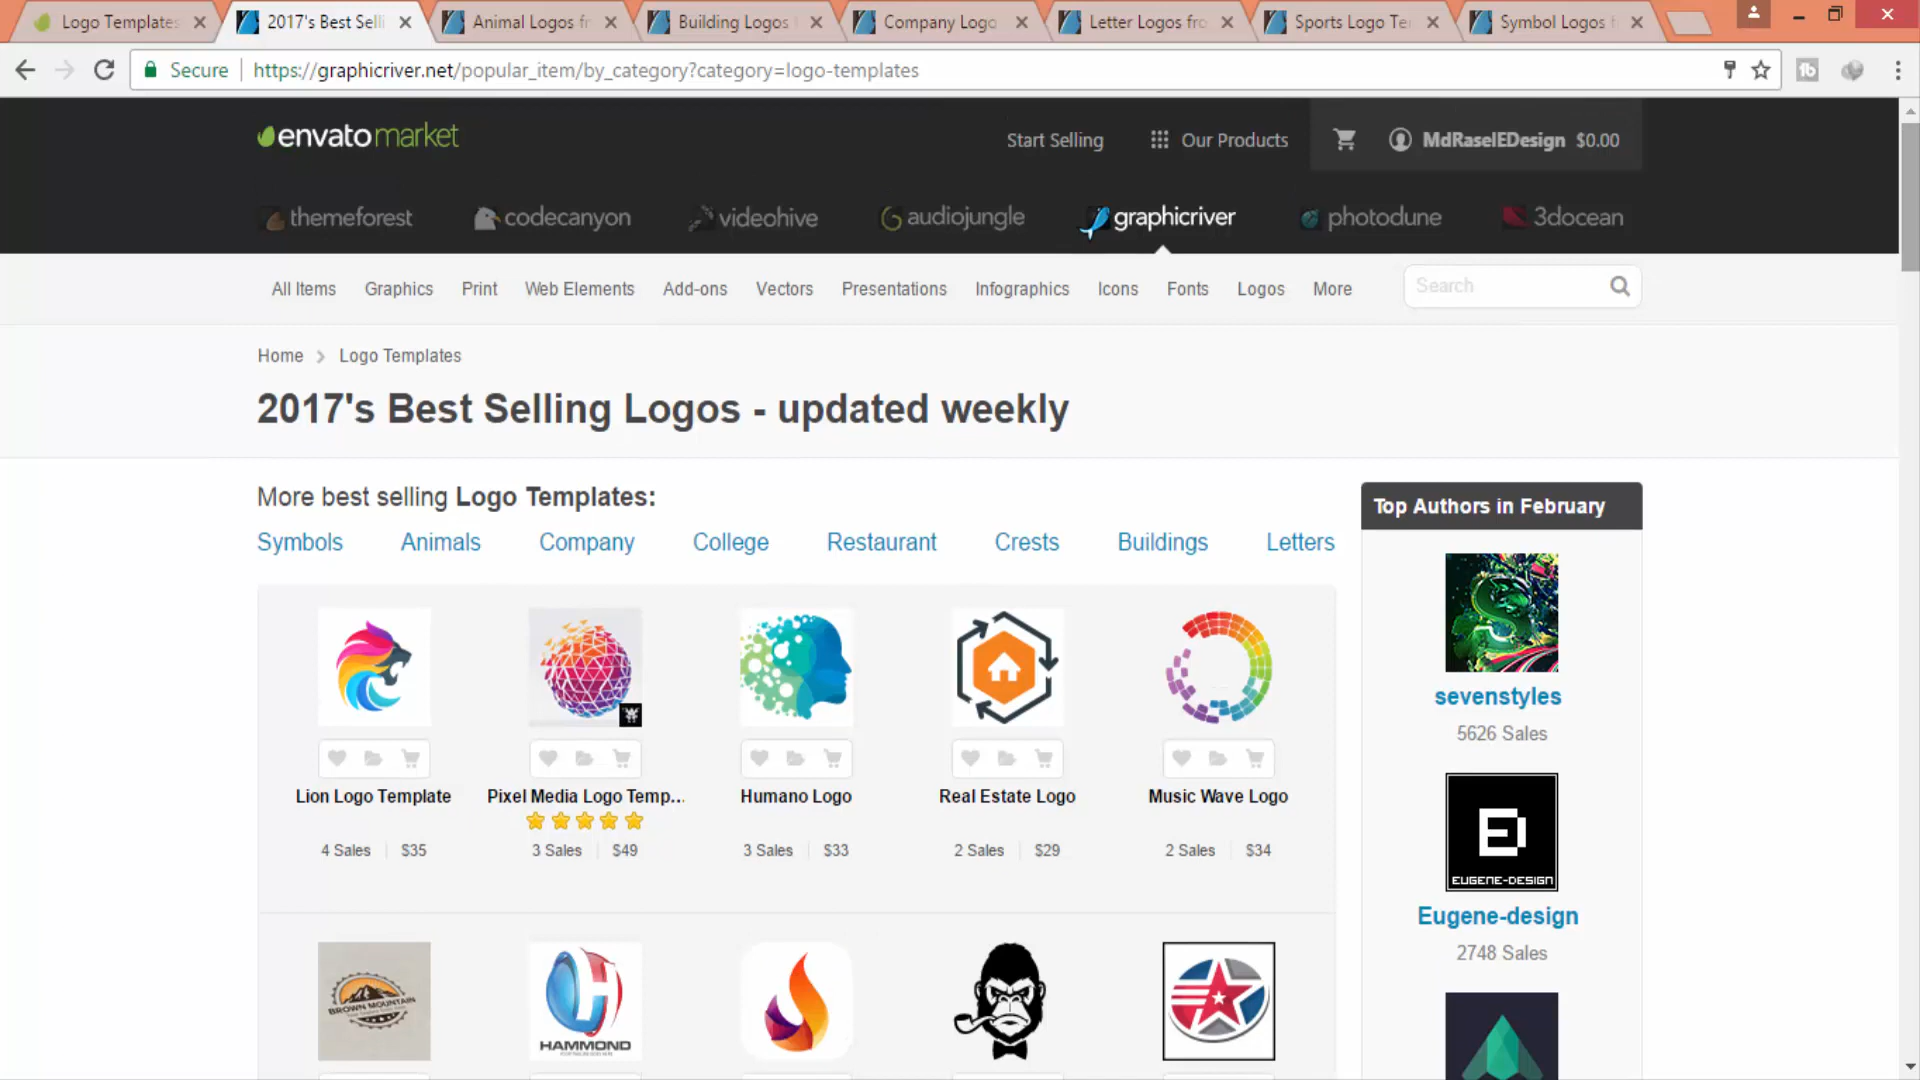 Logo Templates
2017's Best Selli
Animal Logos fr
Building Logos
Company Logo
Letter Logos fro
Sports Logo Te
Symbol Logos f
Secure
https://graphicriver.net/popular_item/by_category?category=logo-templates
envatomarket
Start Selling
Our Products
MdRaselEDesign $0.00
themeforest
codecanyon
videohive
audiojungle
graphicriver
photodune
3docean
All Items
Graphics
Print
Web Elements
Add-ons
Vectors
Presentations
Infographics
Icons
Fonts
Logos
More
Search
Home
Logo Templates
2017's Best Selling Logos - updated weekly
More best selling Logo Templates:
Symbols
Animals
Company
College
Restaurant
Crests
Buildings
Letters
Lion Logo Template
Pixel Media Logo Temp...
Humano Logo
Real Estate Logo
Music Wave Logo
4 Sales $35
3 Sales $49
3 Sales $33
2 Sales $29
2 Sales $34
BROWN MOUNTAIN
HAMMOND
Top Authors in February
sevenstyles
5626 Sales
EUGENE-DESIGN
Eugene-design
2748 Sales